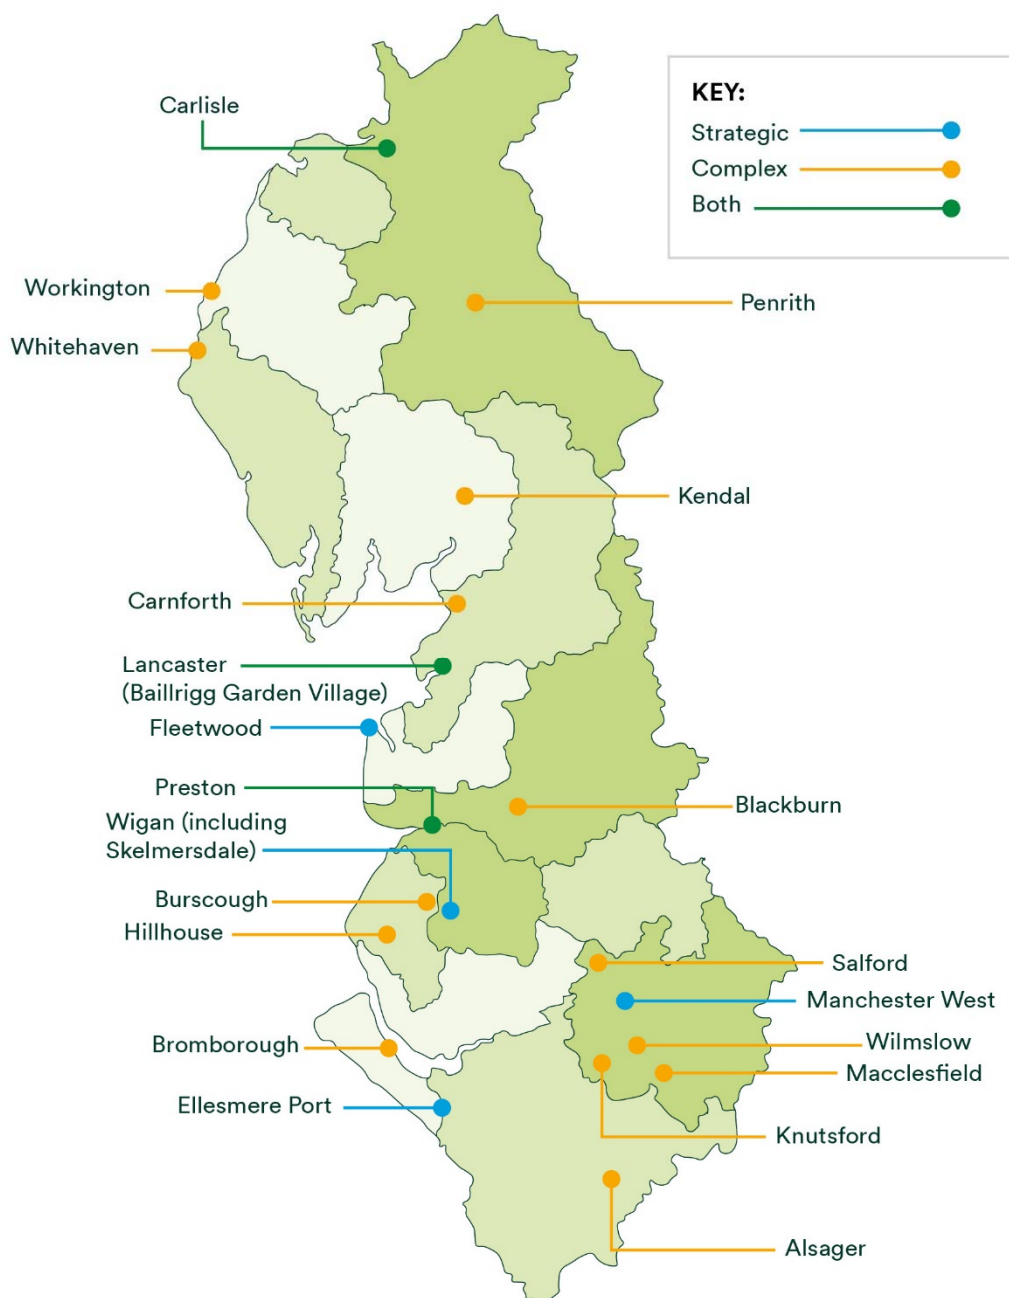 KEY:
Strategic
Complex
Both
Carlisle
Workington
Penrith
Whitehaven
Kendal
Carnforth
Lancaster
(Baillrigg Garden Village)
Fleetwood
Preston
Blackburn
Wigan (including
Skelmersdale)
Burscough
Hillhouse
Salford
Manchester West
Bromborough
Wilmslow
Macclesfield
Ellesmere Port
Knutsford
Alsager